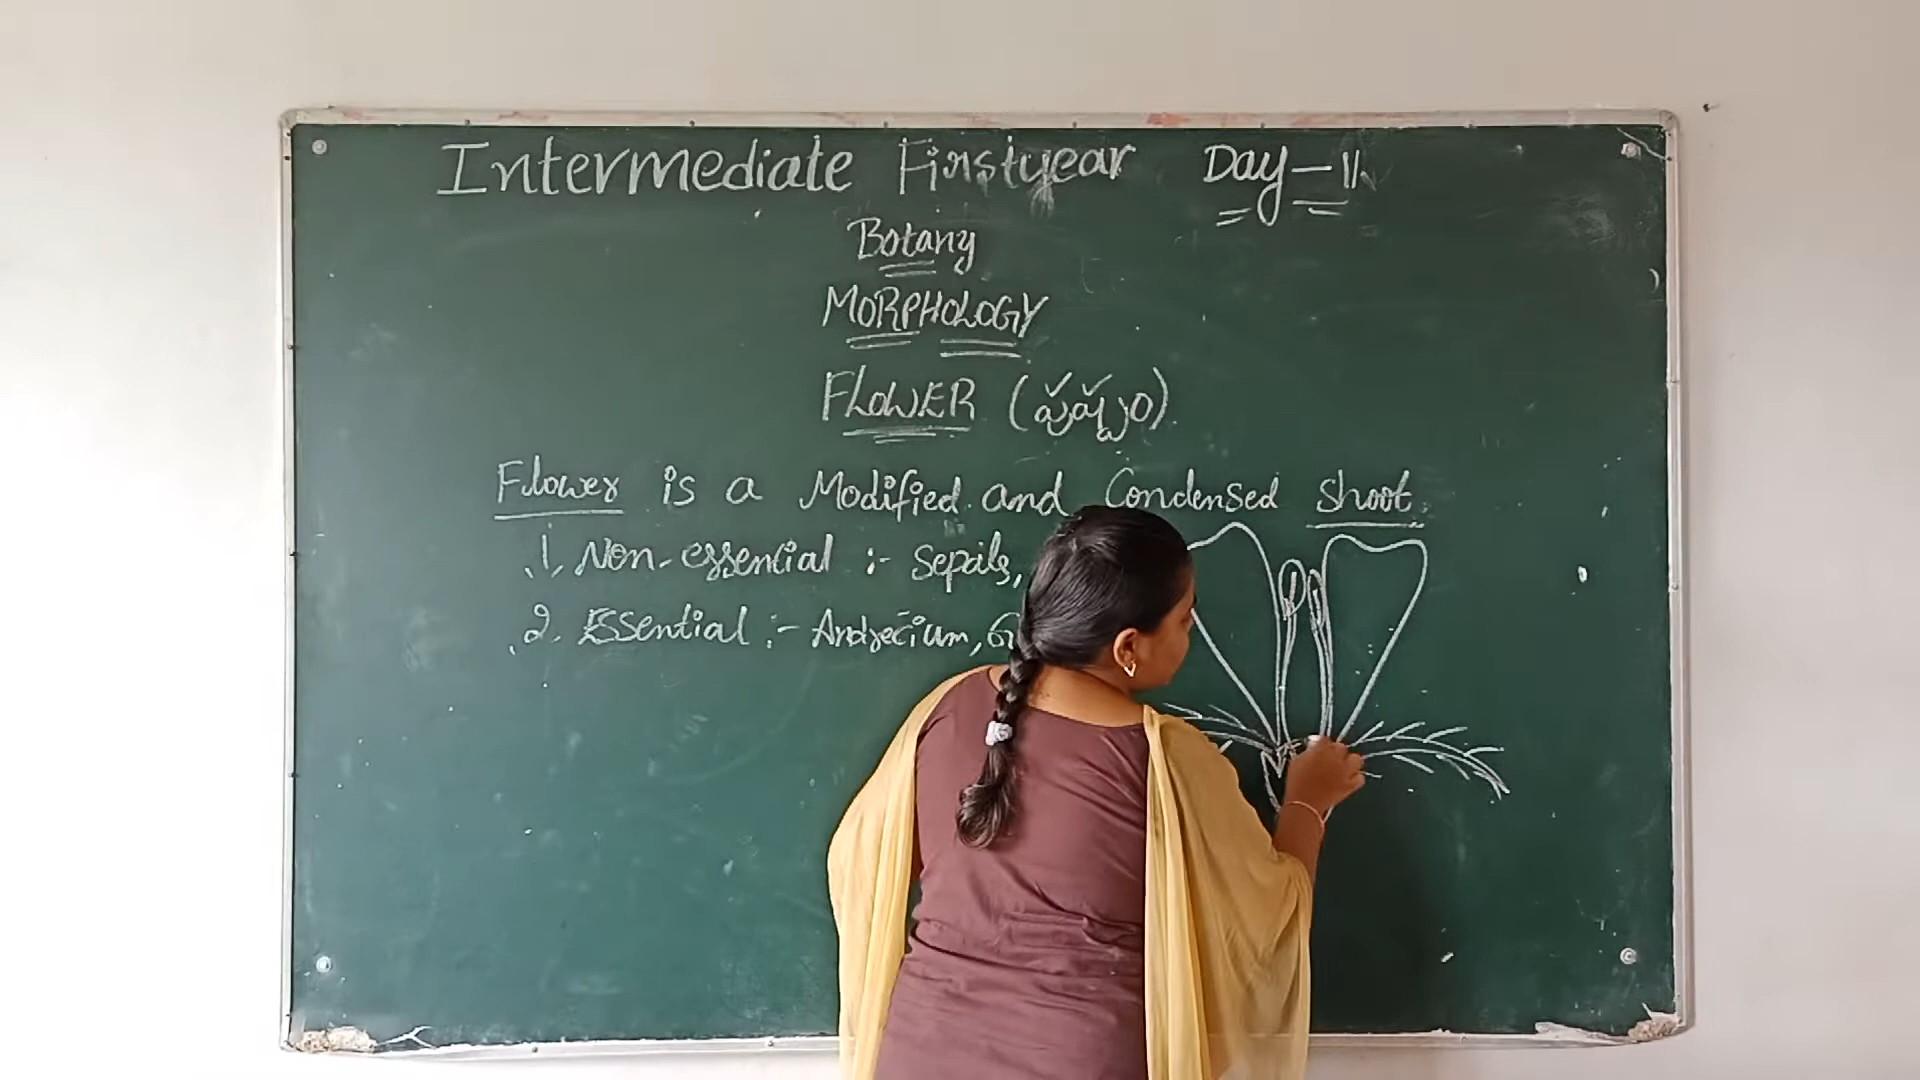 Intermediate Firstyear Day-11
Botany
MORPHOLOGY
FLOWER (పుష్పం)
Flower is a Modified and Condensed shoot.
1, Non-essential :- Sepals,
2. Essential :- Andrecium,